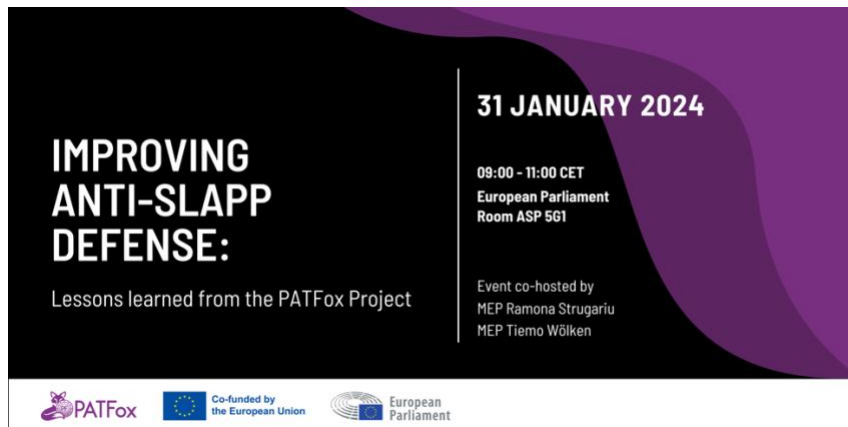 IMPROVING
ANTI-SLAPP
DEFENSE:
Lessons learned from the PATFox Project
31 JANUARY 2024
09:00 - 11:00 CET
European Parliament
Room ASP 5G1
Event co-hosted by
MEP Ramona Strugariu
MEP Tiemo Wölken
PATFox
Co-funded by
the European Union
European
Parliament